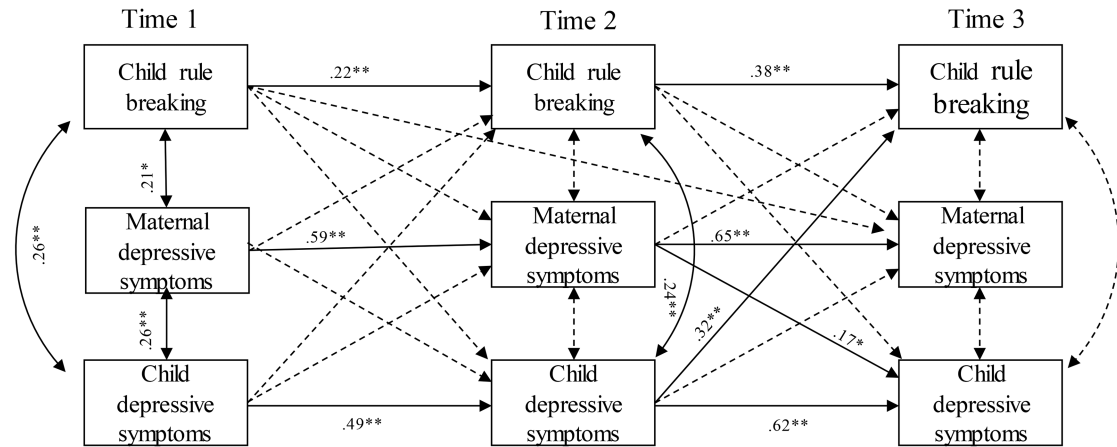 Time 1
Time 2
Time 3
Child rule
breaking
.22**
Child rule
breaking
.38**
Child rule
breaking
.21*
.26**
Maternal
depressive
symptoms
.59**
Maternal
depressive
symptoms
.65**
Maternal
depressive
symptoms
.26**
.24**
.32**
.17*
Child
depressive
symptoms
.49**
Child
depressive
symptoms
.62**
Child
depressive
symptoms